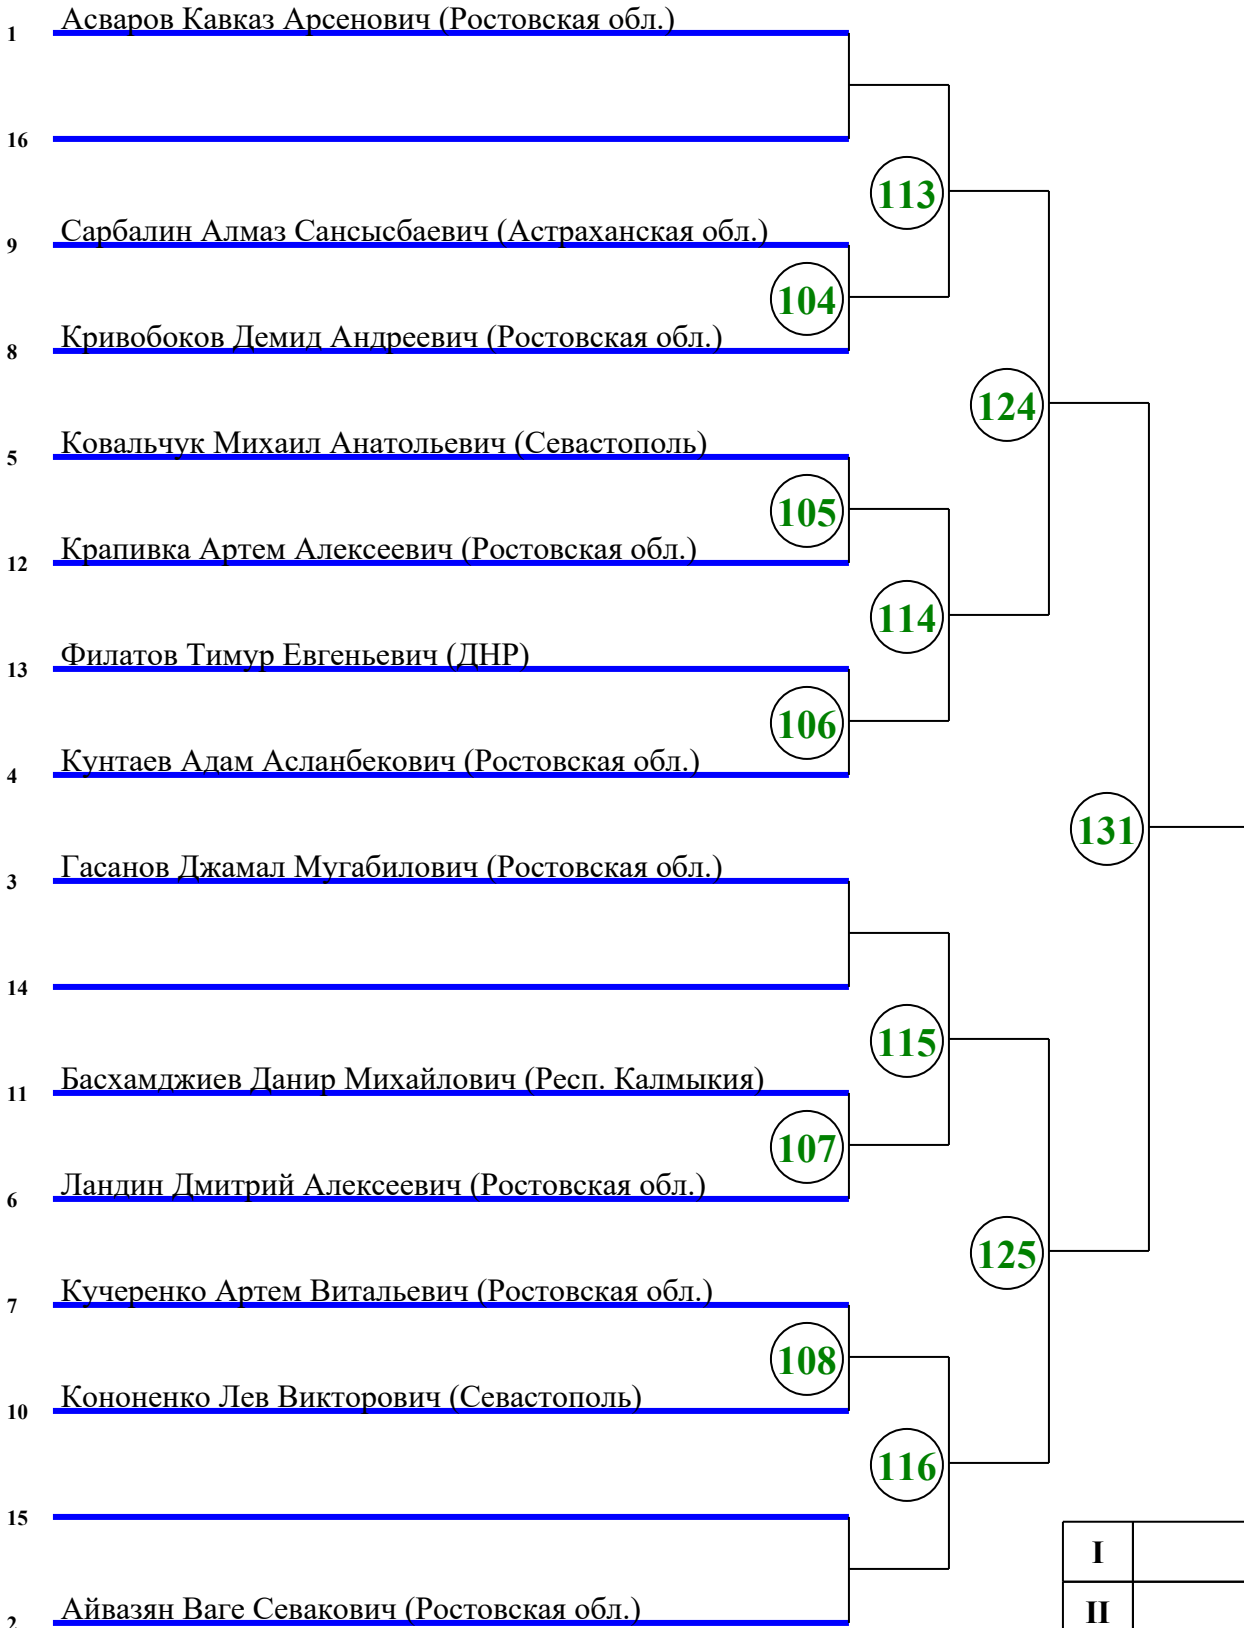 Асваров Кавказ Арсенович (Ростовская обл.)
1
16
113
Сарбалин Алмаз Сансысбаевич (Астраханская обл.)
9
104
Кривобоков Демид Андреевич (Ростовская обл.)
8
124
Ковальчук Михаил Анатольевич (Севастополь)
5
105
Крапивка Артем Алексеевич (Ростовская обл.)
12
114
Филатов Тимур Евгеньевич (ДНР)
13
106
Кунтаев Адам Асланбекович (Ростовская обл.)
4
131
Гасанов Джамал Мугабилович (Ростовская обл.)
3
14
115
Басхамджиев Данир Михайлович (Респ. Калмыкия)
11
107
Ландин Дмитрий Алексеевич (Ростовская обл.)
6
125
Кучеренко Артем Витальевич (Ростовская обл.)
7
108
Кононенко Лев Викторович (Севастополь)
10
116
15
I
Айвазян Ваге Севакович (Ростовская обл.)
2
II